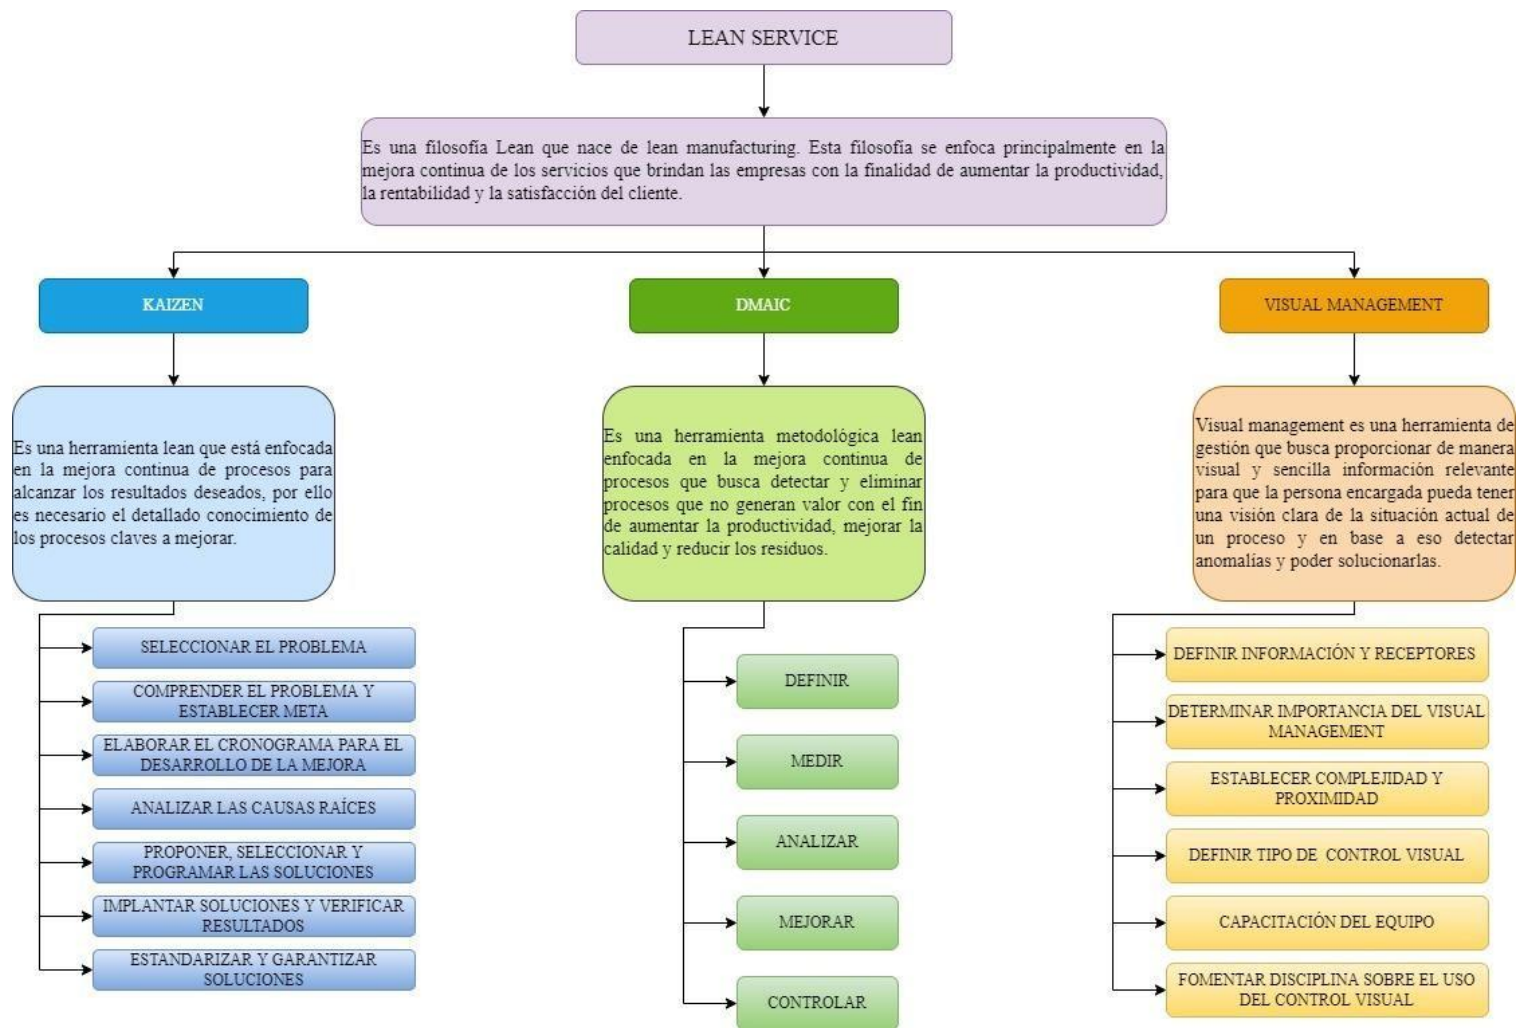 LEAN SERVICE
Es una filosofía Lean que nace de lean manufacturing. Esta filosofía se enfoca principalmente en la
mejora continua de los servicios que brindan las empresas con la finalidad de aumentar la productividad,
la rentabilidad y la satisfacción del cliente.
KAIZEN
Es una herramienta lean que está enfocada
en la mejora continua de procesos para
alcanzar los resultados deseados, por ello
es necesario el detallado conocimiento de
los procesos claves a mejorar.
SELECCIONAR EL PROBLEMA
COMPRENDER EL PROBLEMA Y
ESTABLECER META
ELABORAR EL CRONOGRAMA PARA EL
DESARROLLO DE LA MEJORA
ANALIZAR LAS CAUSAS RAÍCES
PROPONER, SELECCIONAR Y
PROGRAMAR LAS SOLUCIONES
IMPLANTAR SOLUCIONES Y VERIFICAR
RESULTADOS
ESTANDARIZAR Y GARANTIZAR
SOLUCIONES
DMAIC
Es una herramienta metodológica lean
enfocada en la mejora continua de
procesos que busca detectar y eliminar
procesos que no generan valor con el fin
de aumentar la productividad, mejorar la
calidad y reducir los residuos.
DEFINIR
MEDIR
ANALIZAR
MEJORAR
CONTROLAR
VISUAL MANAGEMENT
Visual management es una herramienta de
gestión que busca proporcionar de manera
visual y sencilla información relevante
para que la persona encargada pueda tener
una visión clara de la situación actual de
un proceso y en base a eso detectar
anomalías y poder solucionarlas.
DEFINIR INFORMACIÓN Y RECEPTORES
DETERMINAR IMPORTANCIA DEL VISUAL
MANAGEMENT
ESTABLECER COMPLEJIDAD Y
PROXIMIDAD
DEFINIR TIPO DE CONTROL VISUAL
CAPACITACIÓN DEL EQUIPO
FOMENTAR DISCIPLINA SOBRE EL USO
DEL CONTROL VISUAL